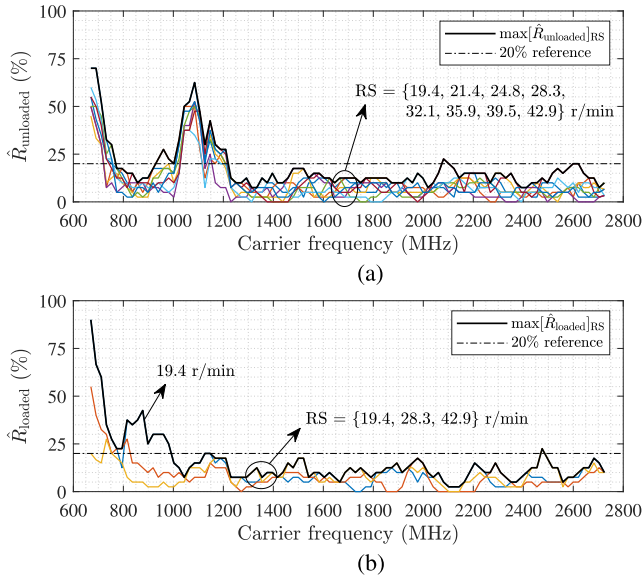 100
75
50
25
0
R̂unloaded (%)
max[R̂unloaded]RS
20% reference
RS = {19.4, 21.4, 24.8, 28.3,
32.1, 35.9, 39.5, 42.9} r/min
600 800 1000 1200 1400 1600 1800 2000 2200 2400 2600 2800
Carrier frequency (MHz)
(a)
100
75
50
25
0
R̂loaded (%)
max[R̂loaded]RS
20% reference
19.4 r/min
RS = {19.4, 28.3, 42.9} r/min
600 800 1000 1200 1400 1600 1800 2000 2200 2400 2600 2800
Carrier frequency (MHz)
(b)